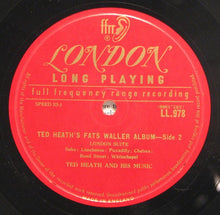 ffrr
LONDON
LONG PLAYING
full frequency range recording
LL.978
TED HEATH'S FATS WALLER ALBUM—Side 2
LONDON SUITE
Soho; Limehouse; Piccadilly; Chelsea;
Bond Street; Whitechapel
TED HEATH AND HIS MUSIC
MADE IN ENGLAND